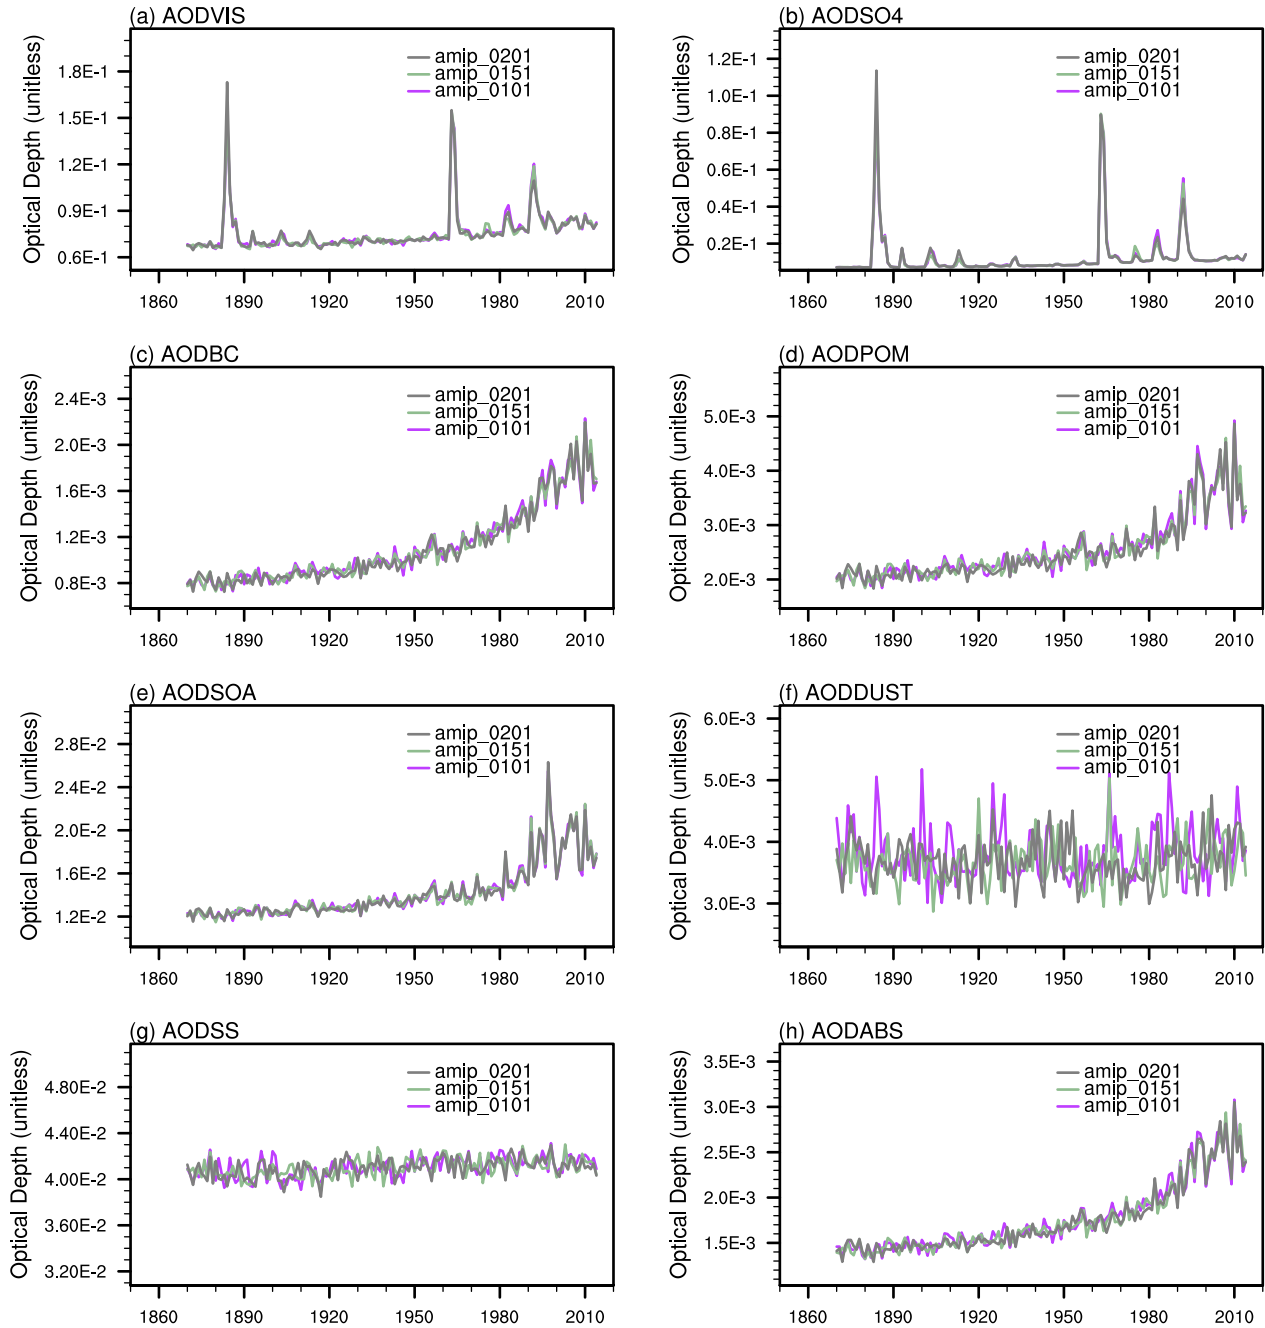 (a) AODVIS
Optical Depth (unitless)
1.8E-1
1.5E-1
1.2E-1
0.9E-1
0.6E-1
amip_0201
amip_0151
amip_0101
1860 1890 1920 1950 1980 2010
(b) AODSO4
Optical Depth (unitless)
1.2E-1
1.0E-1
0.8E-1
0.6E-1
0.4E-1
0.2E-1
amip_0201
amip_0151
amip_0101
1860 1890 1920 1950 1980 2010
(c) AODBC
Optical Depth (unitless)
2.4E-3
2.0E-3
1.6E-3
1.2E-3
0.8E-3
amip_0201
amip_0151
amip_0101
1860 1890 1920 1950 1980 2010
(d) AODPOM
Optical Depth (unitless)
5.0E-3
4.0E-3
3.0E-3
2.0E-3
amip_0201
amip_0151
amip_0101
1860 1890 1920 1950 1980 2010
(e) AODSOA
Optical Depth (unitless)
2.8E-2
2.4E-2
2.0E-2
1.6E-2
1.2E-2
amip_0201
amip_0151
amip_0101
1860 1890 1920 1950 1980 2010
(f) AODDUST
Optical Depth (unitless)
6.0E-3
5.0E-3
4.0E-3
3.0E-3
amip_0201
amip_0151
amip_0101
1860 1890 1920 1950 1980 2010
(g) AODSS
Optical Depth (unitless)
4.80E-2
4.40E-2
4.00E-2
3.60E-2
3.20E-2
amip_0201
amip_0151
amip_0101
1860 1890 1920 1950 1980 2010
(h) AODABS
Optical Depth (unitless)
3.5E-3
3.0E-3
2.5E-3
2.0E-3
1.5E-3
amip_0201
amip_0151
amip_0101
1860 1890 1920 1950 1980 2010